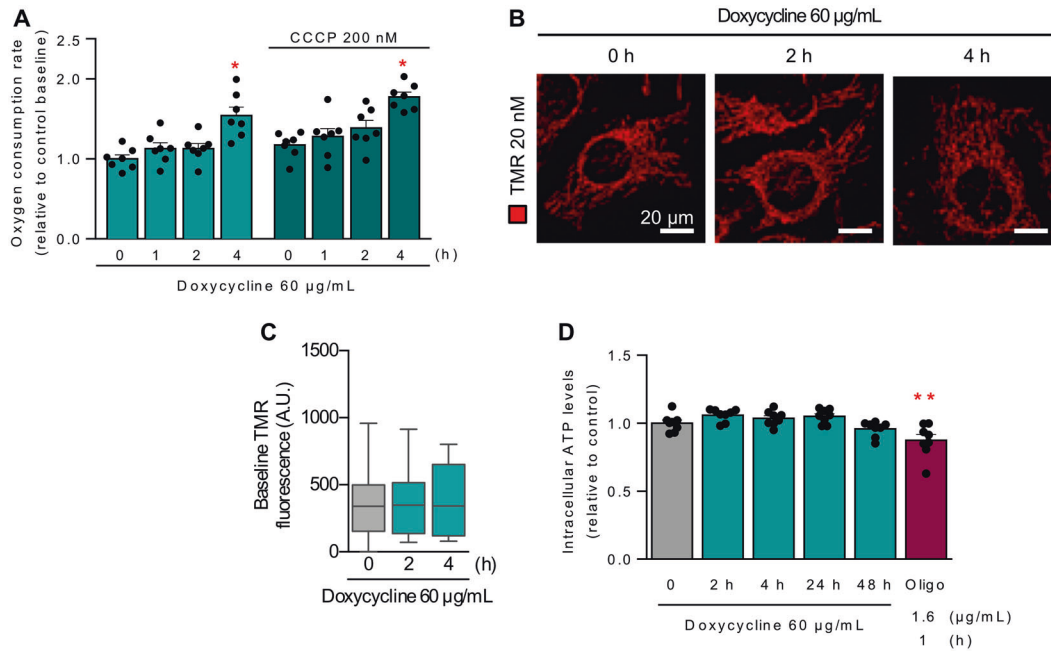 A
Oxygen consumption rate
(relative to control baseline)
2.5
2.0
1.0
0.0
CCCP 200 nM
*
*
0 1 2 4 0 1 2 4 (h)
Doxycycline 60 µg/mL
B
Doxycycline 60 µg/mL
0 h 2 h 4 h
TMR 20 nM
20 µm
C
Baseline TMR
fluorescence (A.U.)
1500
1000
500
0
0 2 4 (h)
Doxycycline 60 µg/mL
D
Intracellular ATP levels
(relative to control)
1.5
1.0
0.5
0.0
**
0 2 h 4 h 24 h 48 h Oligo
Doxycycline 60 µg/mL
1.6 (µg/mL)
1 (h)